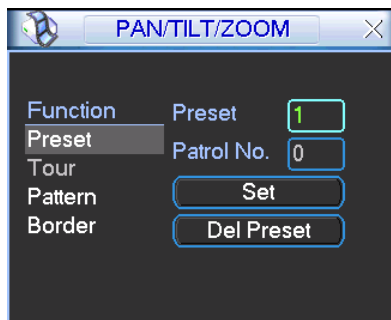 PAN/TILT/ZOOM
Function
Preset
Tour
Pattern
Border
Preset 1
Patrol No. 0
Set
Del Preset